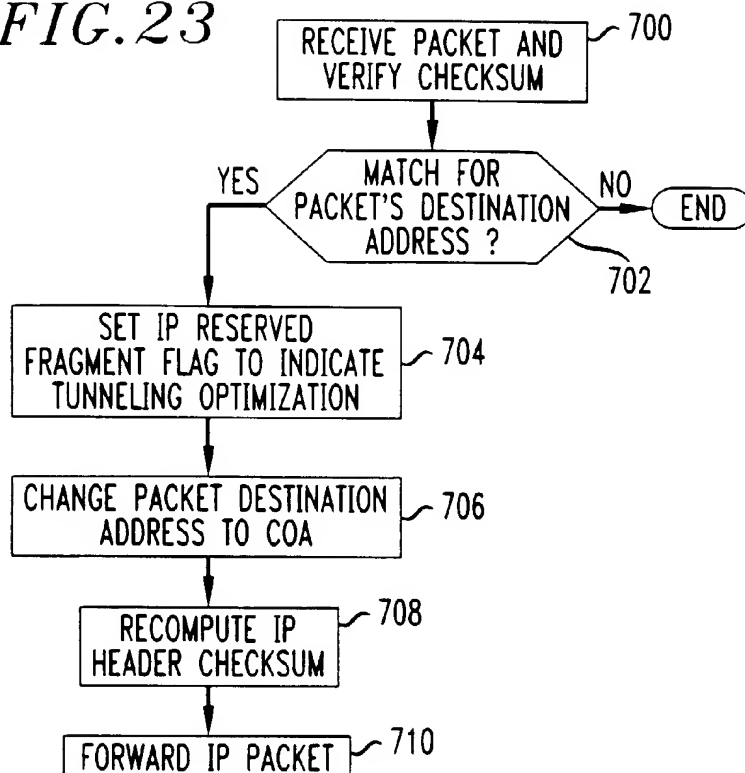 FIG. 23
RECEIVE PACKET AND
VERIFY CHECKSUM
700
YES
MATCH FOR
PACKET'S DESTINATION
ADDRESS ?
NO
END
702
SET IP RESERVED
FRAGMENT FLAG TO INDICATE
TUNNELING OPTIMIZATION
704
CHANGE PACKET DESTINATION
ADDRESS TO COA
706
RECOMPUTE IP
HEADER CHECKSUM
708
FORWARD IP PACKET
710